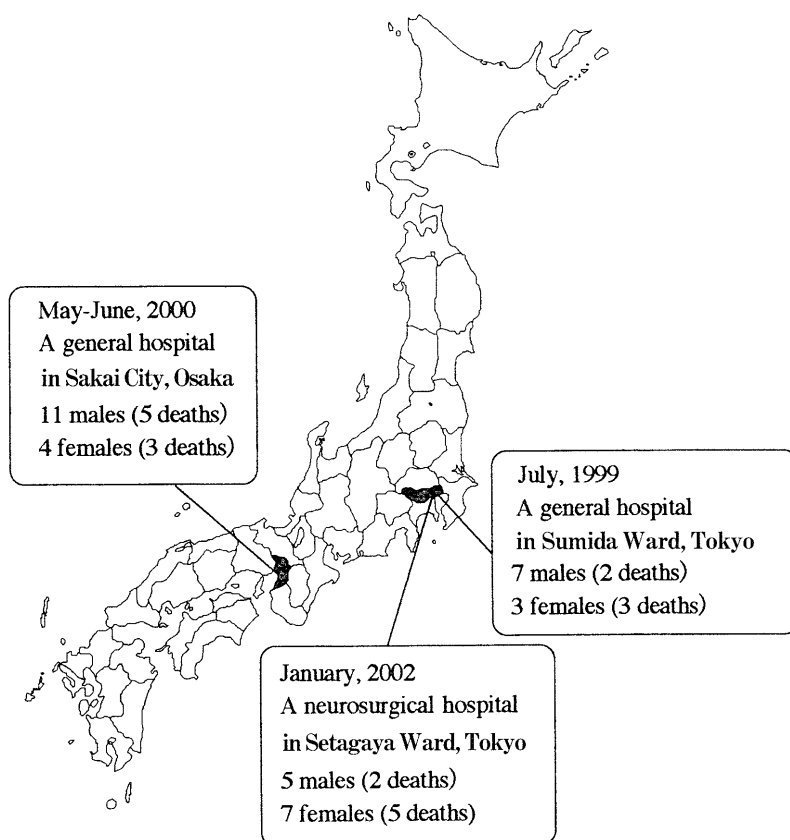 May-June, 2000
A general hospital
in Sakai City, Osaka
11 males (5 deaths)
4 females (3 deaths)
July, 1999
A general hospital
in Sumida Ward, Tokyo
7 males (2 deaths)
3 females (3 deaths)
January, 2002
A neurosurgical hospital
in Setagaya Ward, Tokyo
5 males (2 deaths)
7 females (5 deaths)